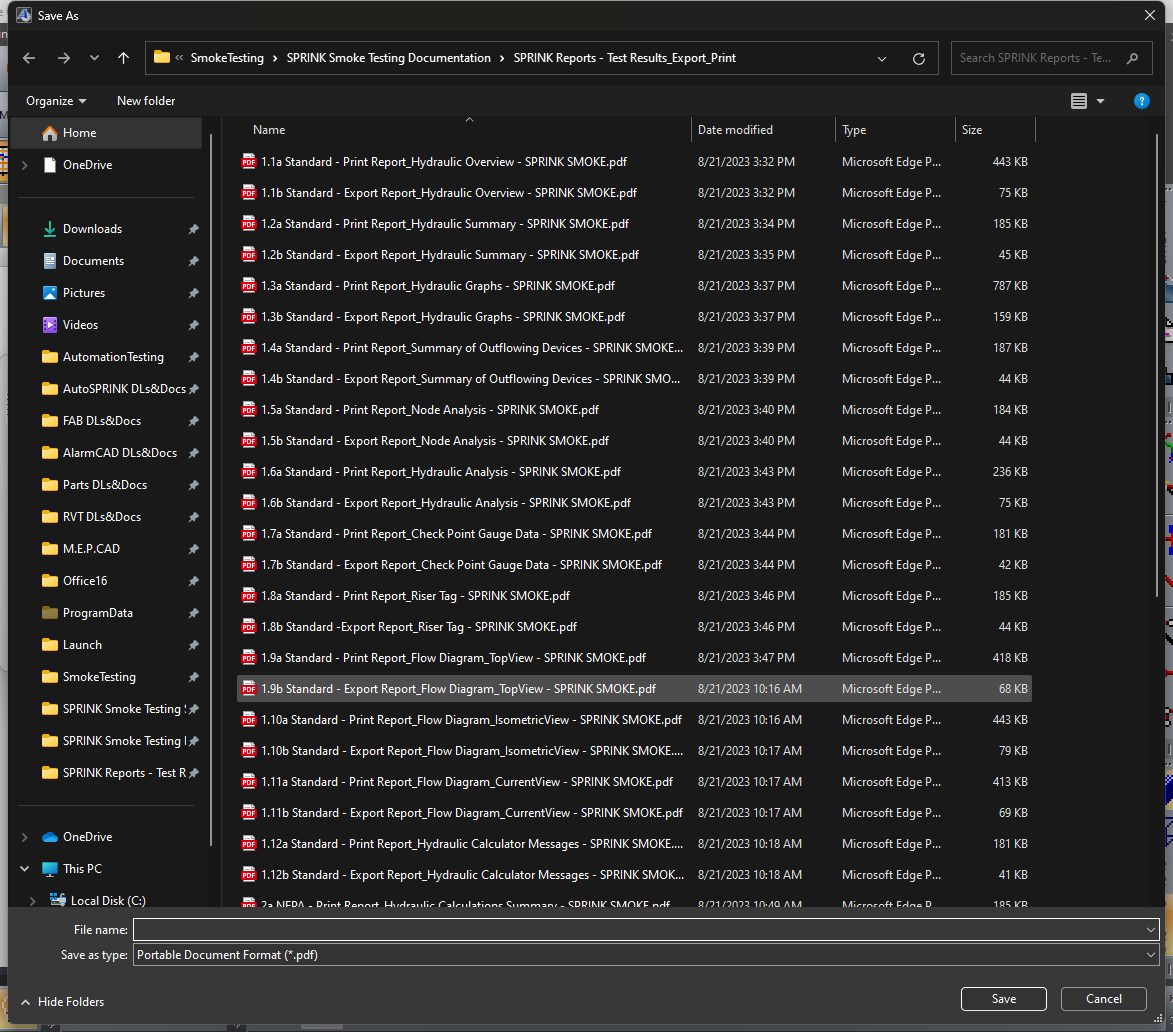 Save As
« SmokeTesting › SPRINK Smoke Testing Documentation › SPRINK Reports - Test Results_Export_Print
Search SPRINK Reports - Te...
Organize
New folder
?
Home
OneDrive
Downloads
Documents
Pictures
Videos
AutomationTesting
AutoSPRINK DLs&Docs
FAB DLs&Docs
AlarmCAD DLs&Docs
Parts DLs&Docs
RVT DLs&Docs
M.E.P.CAD
Office16
ProgramData
Launch
SmokeTesting
SPRINK Smoke Testing
SPRINK Smoke Testing
SPRINK Reports - Test R
OneDrive
This PC
Local Disk (C:)
Name Date modified Type Size
PDF 1.1a Standard - Print Report_Hydraulic Overview - SPRINK SMOKE.pdf 8/21/2023 3:32 PM Microsoft Edge P... 443 KB
PDF 1.1b Standard - Export Report_Hydraulic Overview - SPRINK SMOKE.pdf 8/21/2023 3:32 PM Microsoft Edge P... 75 KB
PDF 1.2a Standard - Print Report_Hydraulic Summary - SPRINK SMOKE.pdf 8/21/2023 3:34 PM Microsoft Edge P... 185 KB
PDF 1.2b Standard - Export Report_Hydraulic Summary - SPRINK SMOKE.pdf 8/21/2023 3:35 PM Microsoft Edge P... 45 KB
PDF 1.3a Standard - Print Report_Hydraulic Graphs - SPRINK SMOKE.pdf 8/21/2023 3:37 PM Microsoft Edge P... 787 KB
PDF 1.3b Standard - Export Report_Hydraulic Graphs - SPRINK SMOKE.pdf 8/21/2023 3:37 PM Microsoft Edge P... 159 KB
PDF 1.4a Standard - Print Report_Summary of Outflowing Devices - SPRINK SMOKE... 8/21/2023 3:39 PM Microsoft Edge P... 187 KB
PDF 1.4b Standard - Export Report_Summary of Outflowing Devices - SPRINK SMO... 8/21/2023 3:39 PM Microsoft Edge P... 44 KB
PDF 1.5a Standard - Print Report_Node Analysis - SPRINK SMOKE.pdf 8/21/2023 3:40 PM Microsoft Edge P... 184 KB
PDF 1.5b Standard - Export Report_Node Analysis - SPRINK SMOKE.pdf 8/21/2023 3:40 PM Microsoft Edge P... 44 KB
PDF 1.6a Standard - Print Report_Hydraulic Analysis - SPRINK SMOKE.pdf 8/21/2023 3:43 PM Microsoft Edge P... 236 KB
PDF 1.6b Standard - Export Report_Hydraulic Analysis - SPRINK SMOKE.pdf 8/21/2023 3:43 PM Microsoft Edge P... 75 KB
PDF 1.7a Standard - Print Report_Check Point Gauge Data - SPRINK SMOKE.pdf 8/21/2023 3:44 PM Microsoft Edge P... 181 KB
PDF 1.7b Standard - Export Report_Check Point Gauge Data - SPRINK SMOKE.pdf 8/21/2023 3:44 PM Microsoft Edge P... 42 KB
PDF 1.8a Standard - Print Report_Riser Tag - SPRINK SMOKE.pdf 8/21/2023 3:46 PM Microsoft Edge P... 185 KB
PDF 1.8b Standard -Export Report_Riser Tag - SPRINK SMOKE.pdf 8/21/2023 3:46 PM Microsoft Edge P... 44 KB
PDF 1.9a Standard - Print Report_Flow Diagram_TopView - SPRINK SMOKE.pdf 8/21/2023 3:47 PM Microsoft Edge P... 418 KB
PDF 1.9b Standard - Export Report_Flow Diagram_TopView - SPRINK SMOKE.pdf 8/21/2023 10:16 AM Microsoft Edge P... 68 KB
PDF 1.10a Standard - Print Report_Flow Diagram_IsometricView - SPRINK SMOKE.pdf 8/21/2023 10:16 AM Microsoft Edge P... 443 KB
PDF 1.10b Standard - Export Report_Flow Diagram_IsometricView - SPRINK SMOKE.... 8/21/2023 10:17 AM Microsoft Edge P... 79 KB
PDF 1.11a Standard - Print Report_Flow Diagram_CurrentView - SPRINK SMOKE.pdf 8/21/2023 10:17 AM Microsoft Edge P... 413 KB
PDF 1.11b Standard - Export Report_Flow Diagram_CurrentView - SPRINK SMOKE.pdf 8/21/2023 10:17 AM Microsoft Edge P... 69 KB
PDF 1.12a Standard - Print Report_Hydraulic Calculator Messages - SPRINK SMOKE.... 8/21/2023 10:18 AM Microsoft Edge P... 181 KB
PDF 1.12b Standard - Export Report_Hydraulic Calculator Messages - SPRINK SMOK... 8/21/2023 10:18 AM Microsoft Edge P... 41 KB
PDF 2a NFPA - Print Report_Hydraulic Calculations Summary - SPRINK SMOKE.pdf 8/21/2023 10:49 AM Microsoft Edge P... 185 KB
File name:
Save as type: Portable Document Format (*.pdf)
Hide Folders
Save
Cancel